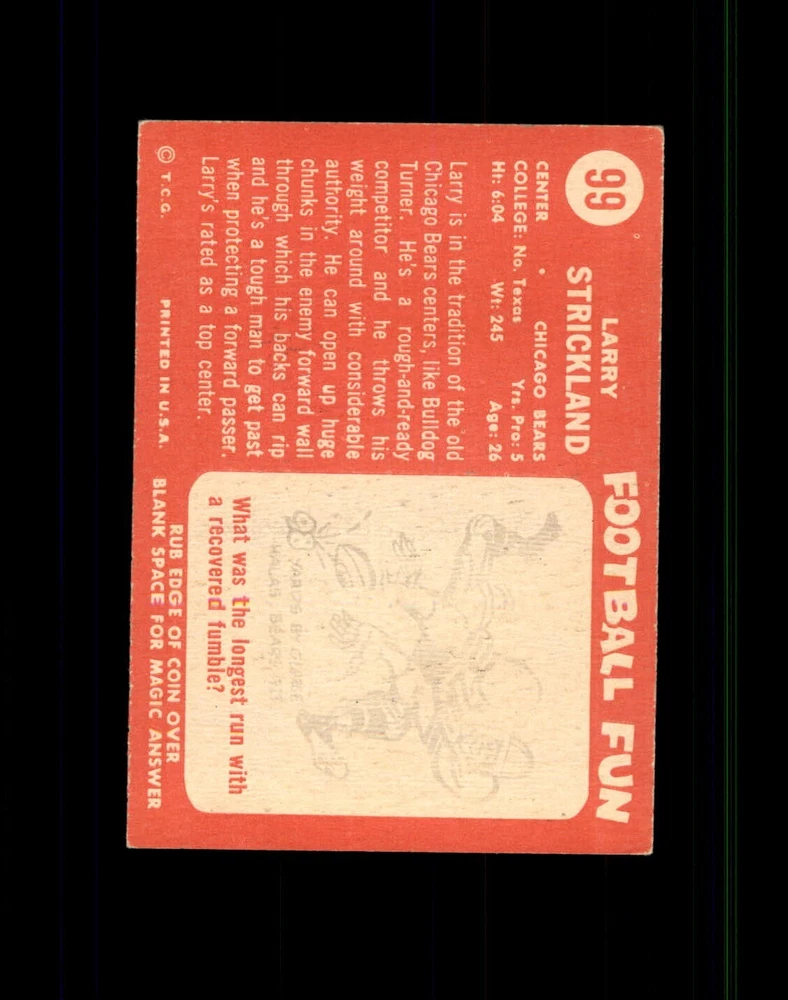 99
LARRY
STRICKLAND
CENTER • CHICAGO BEARS
COLLEGE: No. Texas Yrs. Pro: 5
Ht: 6:04 Wt: 245 Age: 26
Larry is in the tradition of the old
Chicago Bears centers, like Bulldog
Turner. He's a rough-and-ready
competitor and he throws his
weight around with considerable
authority. He can open up huge
chunks in the enemy forward wall
through which his backs can rip
and he's a tough man to get past
when protecting a forward passer.
Larry's rated as a top center.
© T.C.G. PRINTED IN U.S.A.
FOOTBALL FUN
YARDS BY GEORGE
HALAS, BEARS,
What was the longest run with
a recovered fumble?
RUB EDGE OF COIN OVER
BLANK SPACE FOR MAGIC ANSWER